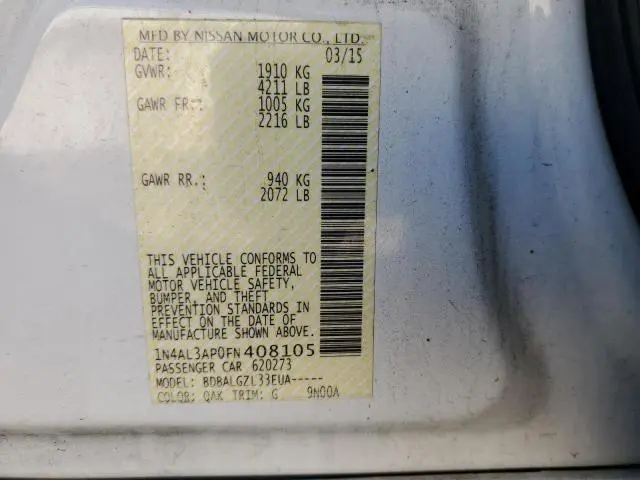 MFD BY NISSAN MOTOR CO., LTD.
DATE: 03/15
GVWR: 1910 KG
4211 LB
GAWR FR: 1005 KG
2216 LB
GAWR RR.: 940 KG
2072 LB
THIS VEHICLE CONFORMS TO
ALL APPLICABLE FEDERAL
MOTOR VEHICLE SAFETY,
BUMPER, AND THEFT
PREVENTION STANDARDS IN
EFFECT ON THE DATE OF
MANUFACTURE SHOWN ABOVE.
1N4AL3AP0FN408105
PASSENGER CAR 620273
MODEL: BDBALGZL33EUA-----
COLOR: QAK TRIM: G 9N00A